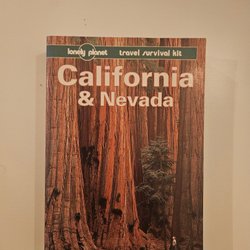 lonely planet travel survival kit
California
& Nevada